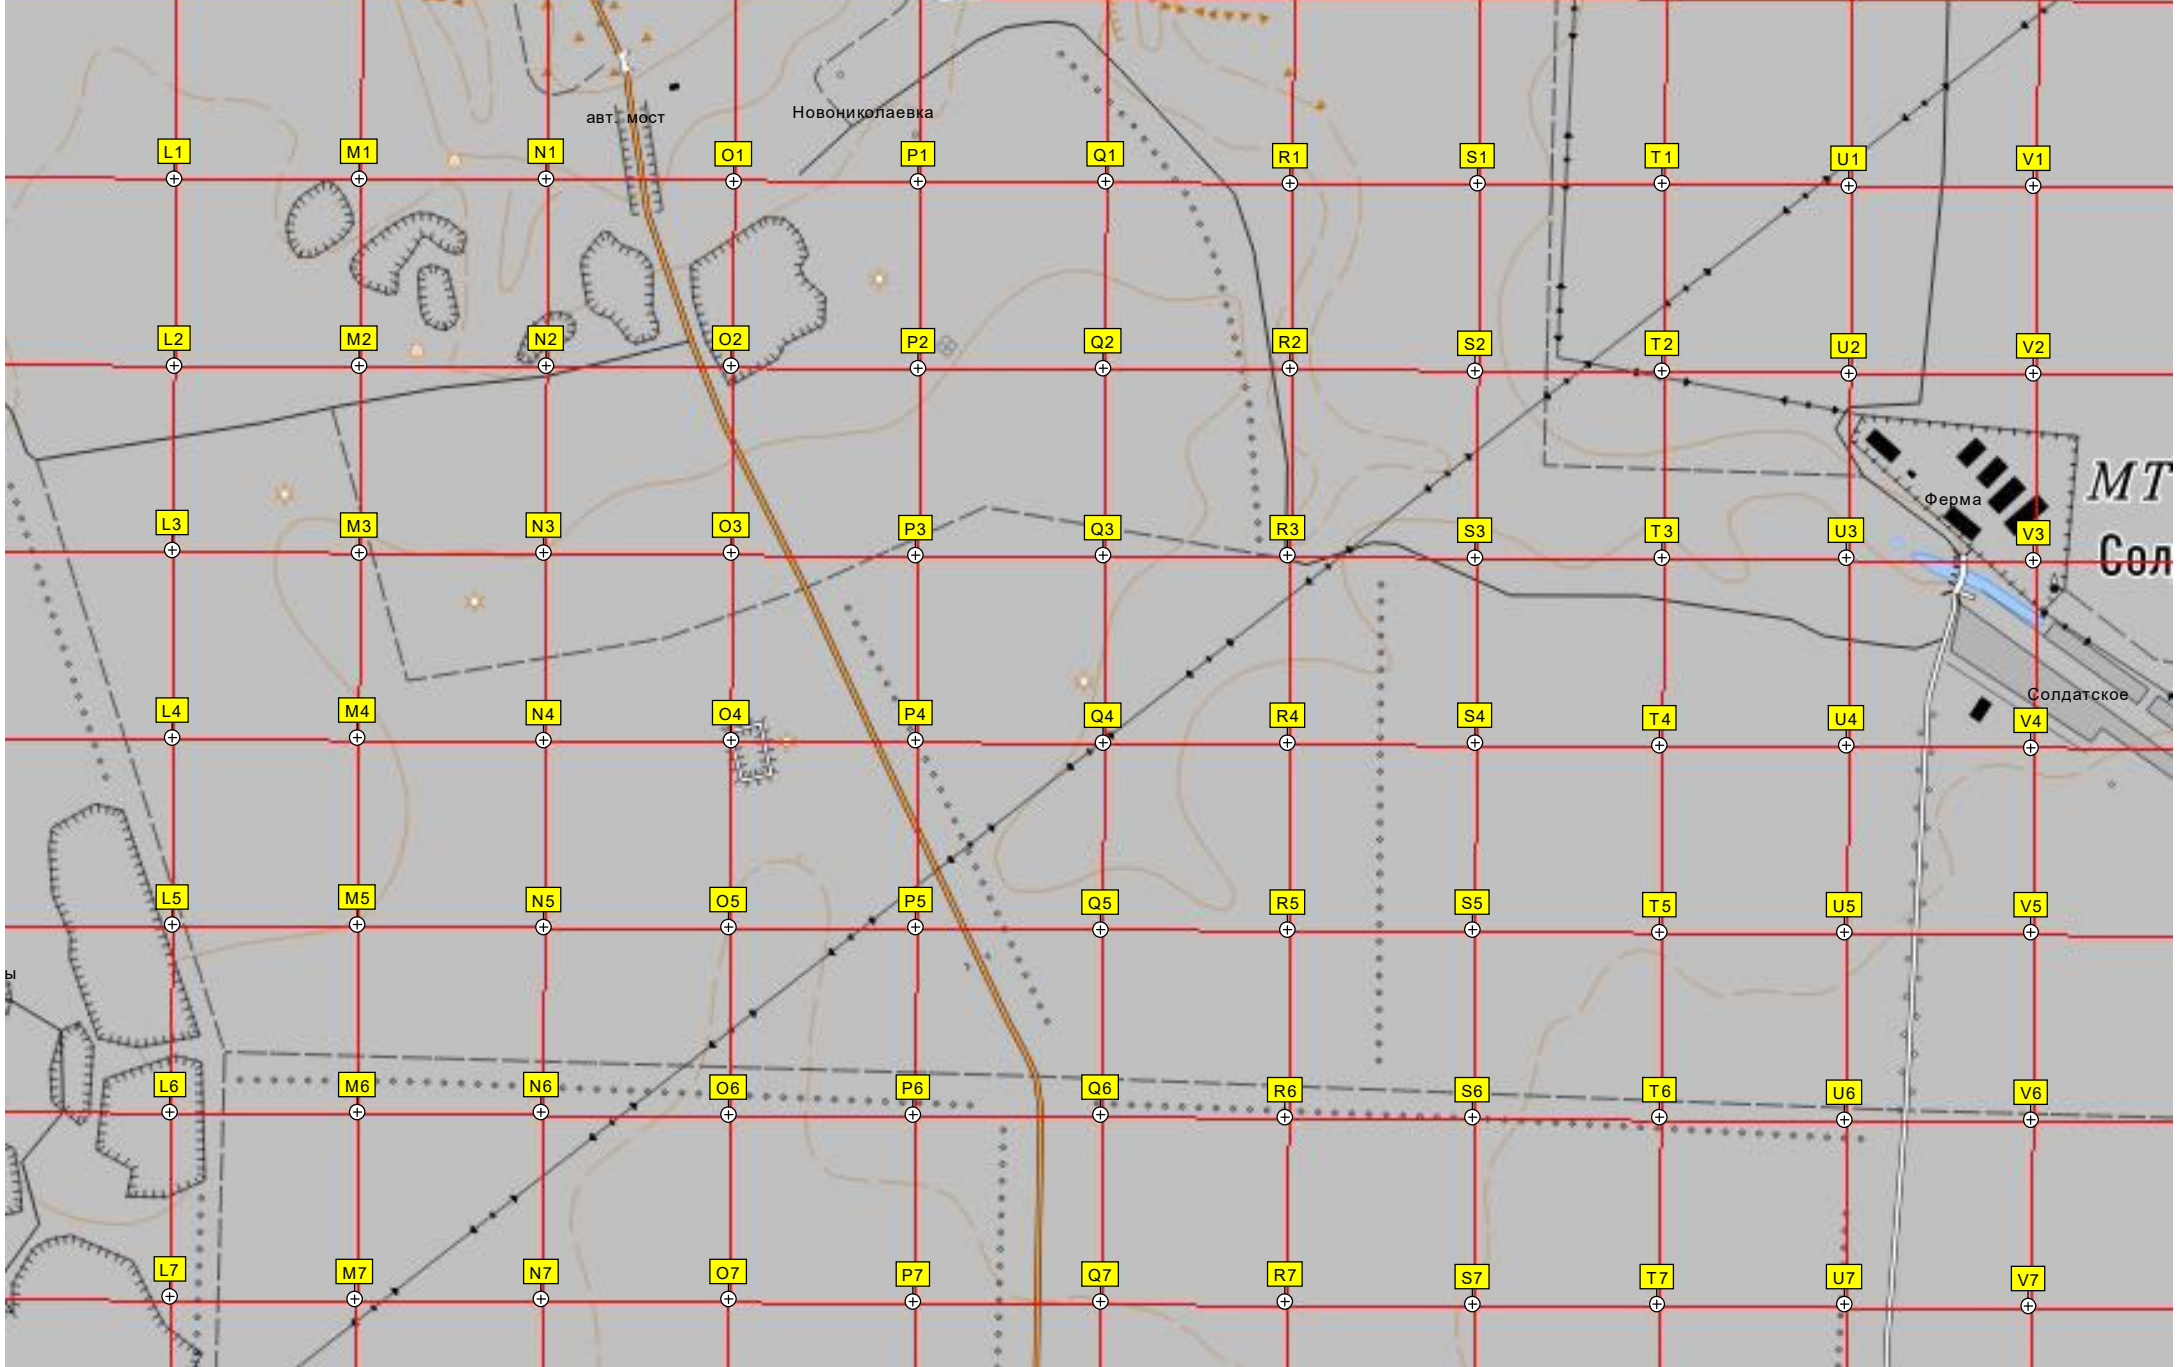 авт. мост
Новониколаевка
L1 M1 N1 O1 P1 Q1 R1 S1 T1 U1 V1
L2 M2 N2 O2 P2 Q2 R2 S2 T2 U2 V2
МТ
Ферма
L3 M3 N3 O3 P3 Q3 R3 S3 T3 U3 V3
Сол
Солдатское
L4 M4 N4 O4 P4 Q4 R4 S4 T4 U4 V4
L5 M5 N5 O5 P5 Q5 R5 S5 T5 U5 V5
ы
L6 M6 N6 O6 P6 Q6 R6 S6 T6 U6 V6
L7 M7 N7 O7 P7 Q7 R7 S7 T7 U7 V7